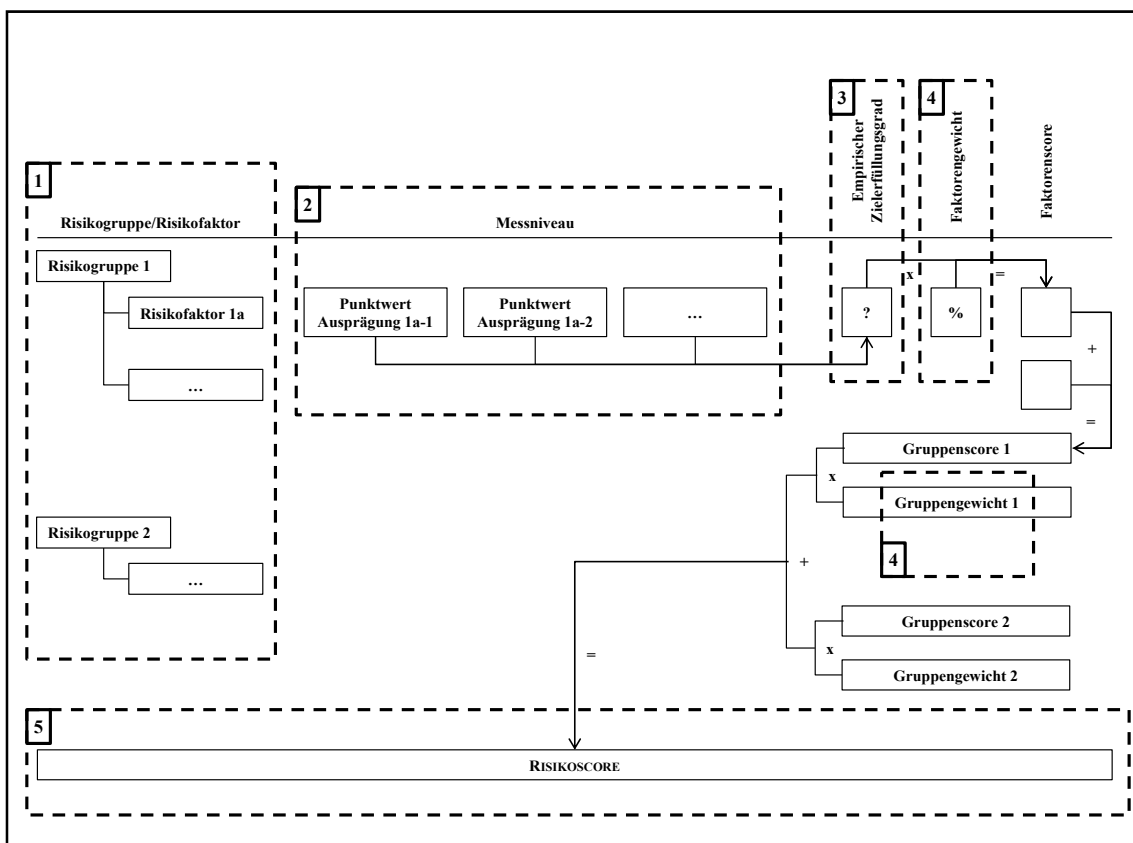 3
4
Empirischer
Zielerfüllungsgrad
Faktorengewicht
Faktorenscore
1
2
Risikogruppe/Risikofaktor
Messniveau
Risikogruppe 1
Risikofaktor 1a
Punktwert
Ausprägung 1a-1
Punktwert
Ausprägung 1a-2
…
x
=
?
%
+
…
=
Gruppenscore 1
x
Gruppengewicht 1
Risikogruppe 2
4
+
…
Gruppenscore 2
=
x
Gruppengewicht 2
5
RISIKOSCORE